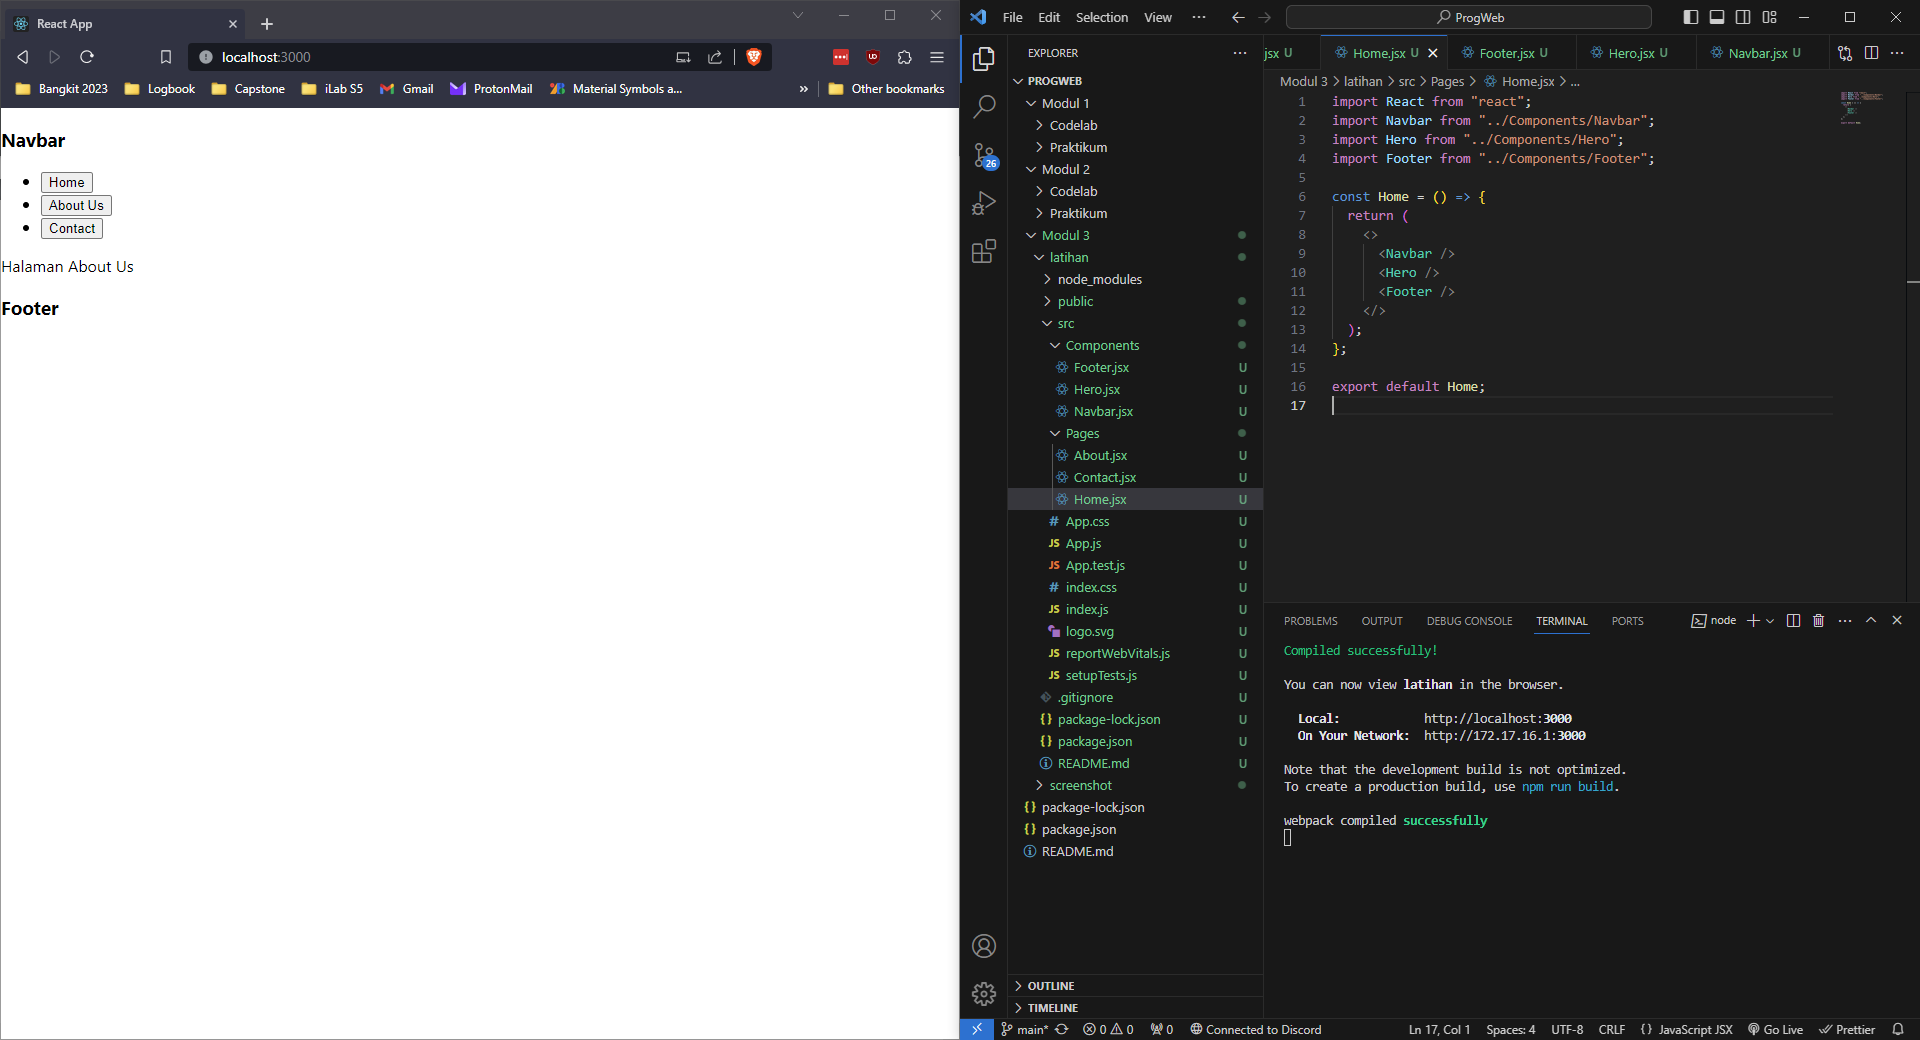 React App
localhost:3000
Bangkit 2023 Logbook Capstone iLab S5 Gmail ProtonMail Material Symbols a... » Other bookmarks
Navbar
Home
About Us
Contact
Halaman About Us
Footer
File Edit Selection View ··· ProgWeb
EXPLORER ···
PROGWEB
Modul 1
Codelab
Praktikum
Modul 2
Codelab
Praktikum
Modul 3
latihan
node_modules
public
src
Components
Footer.jsx U
Hero.jsx U
Navbar.jsx U
Pages
About.jsx U
Contact.jsx U
Home.jsx U
# App.css U
JS App.js U
JS App.test.js U
# index.css U
JS index.js U
logo.svg U
JS reportWebVitals.js U
JS setupTests.js U
.gitignore U
{} package-lock.json U
{} package.json U
README.md U
screenshot
{} package-lock.json
{} package.json
README.md
OUTLINE
TIMELINE
26
jsx U Home.jsx U Footer.jsx U Hero.jsx U Navbar.jsx U ···
Modul 3 > latihan > src > Pages > Home.jsx > ...
1 import React from "react";
2 import Navbar from "../Components/Navbar";
3 import Hero from "../Components/Hero";
4 import Footer from "../Components/Footer";
5
6 const Home = () => {
7 return (
8 <>
9 <Navbar />
10 <Hero />
11 <Footer />
12 </>
13 );
14 };
15
16 export default Home;
17
PROBLEMS OUTPUT DEBUG CONSOLE TERMINAL PORTS node
Compiled successfully!
You can now view latihan in the browser.
Local: http://localhost:3000
On Your Network: http://172.17.16.1:3000
Note that the development build is not optimized.
To create a production build, use npm run build.
webpack compiled successfully
main* 0 0 0 Connected to Discord Ln 17, Col 1 Spaces: 4 UTF-8 CRLF {} JavaScript JSX Go Live Prettier